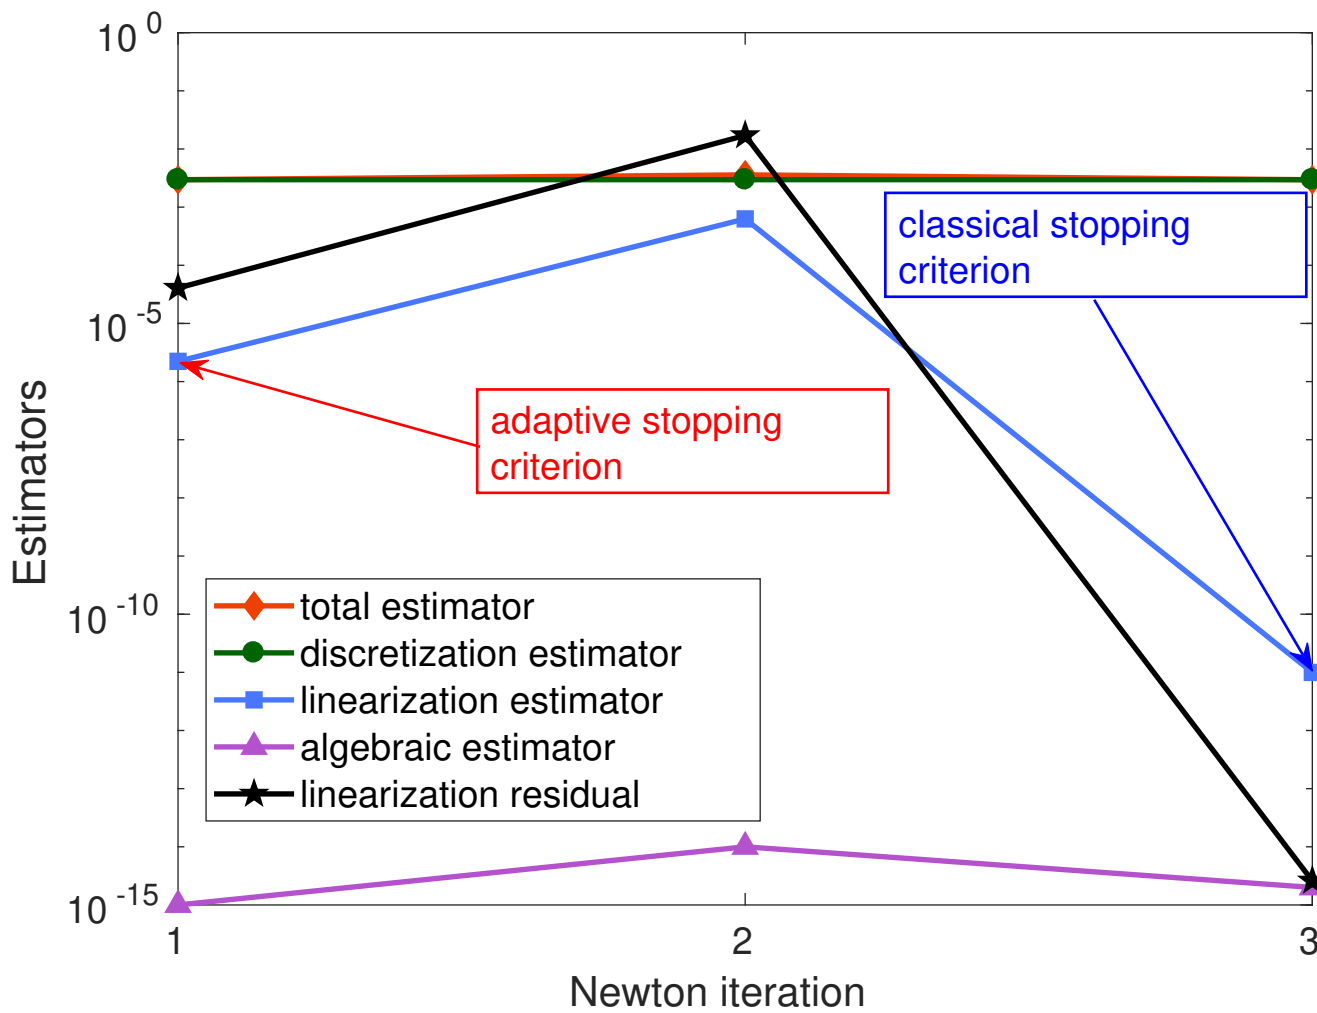 10^0
classical stopping
criterion
10^-5
adaptive stopping
criterion
Estimators
10^-10
total estimator
discretization estimator
linearization estimator
algebraic estimator
linearization residual
10^-15
1 2 3
Newton iteration